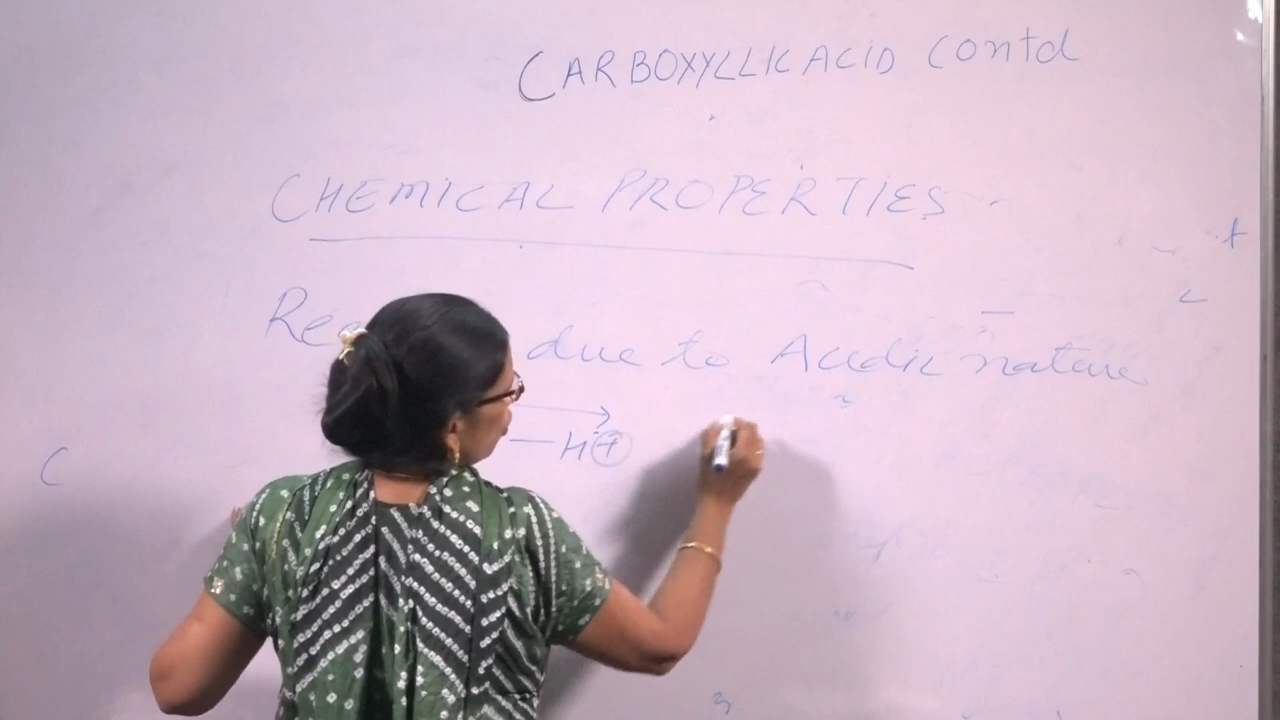 CARBOXYLLIC ACID Contd
CHEMICAL PROPERTIES
due to Acidic nature
— H⊕
C